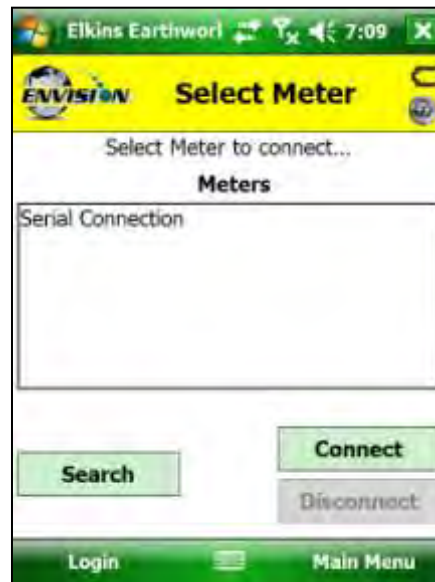 Elkins Earthworl 7:09
ENVISION Select Meter
Select Meter to connect...
Meters
Serial Connection
Connect
Search
Disconnect
Login Main Menu